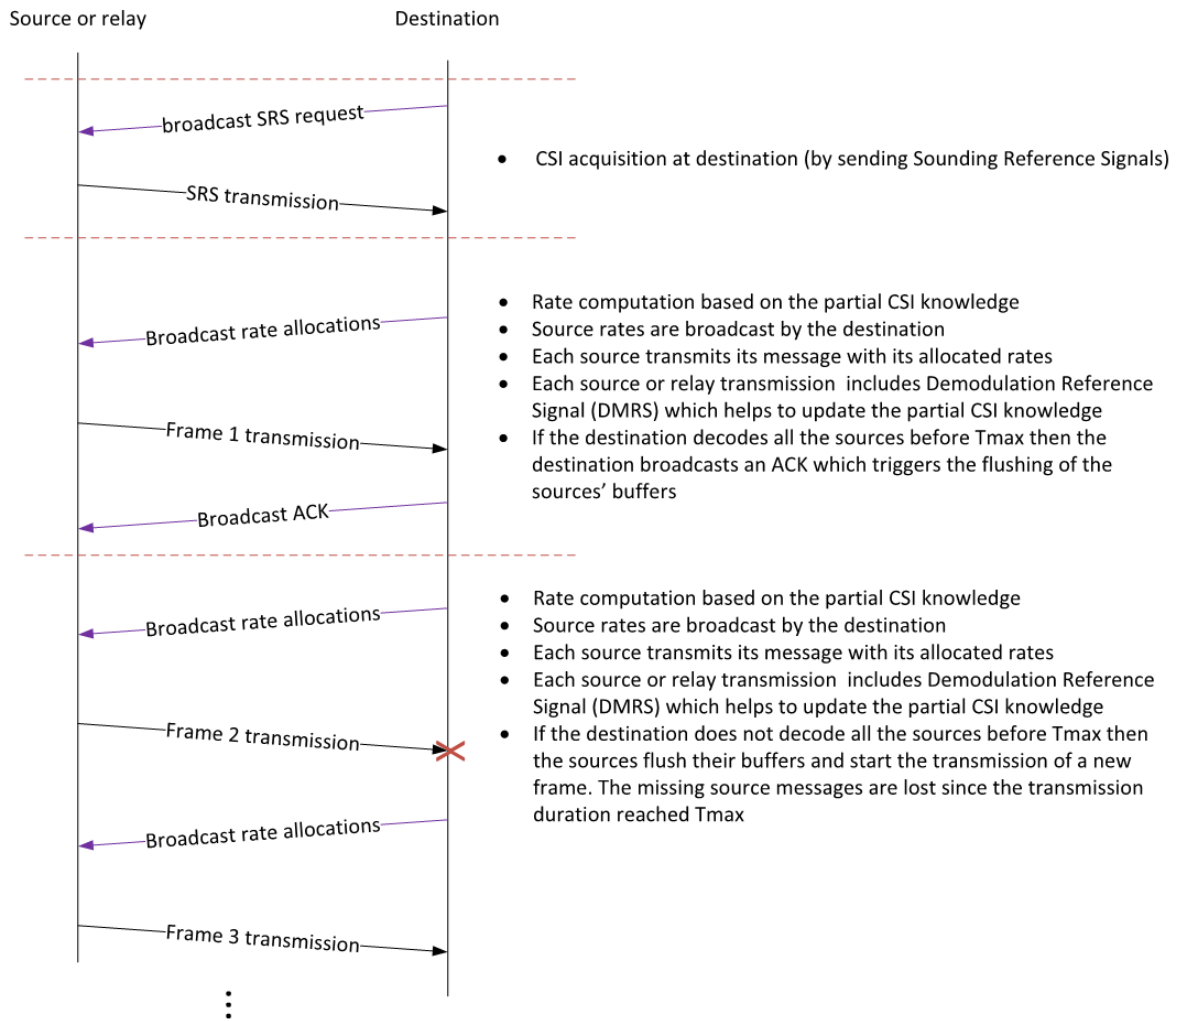 Source or relay
Destination
broadcast SRS request
• CSI acquisition at destination (by sending Sounding Reference Signals)
SRS transmission
• Rate computation based on the partial CSI knowledge
Broadcast rate allocations
• Source rates are broadcast by the destination
• Each source transmits its message with its allocated rates
• Each source or relay transmission  includes Demodulation Reference
Signal (DMRS) which helps to update the partial CSI knowledge
Frame 1 transmission
• If the destination decodes all the sources before Tmax then the
destination broadcasts an ACK which triggers the flushing of the
sources’ buffers
Broadcast ACK
• Rate computation based on the partial CSI knowledge
Broadcast rate allocations
• Source rates are broadcast by the destination
• Each source transmits its message with its allocated rates
• Each source or relay transmission  includes Demodulation Reference
Signal (DMRS) which helps to update the partial CSI knowledge
Frame 2 transmission
• If the destination does not decode all the sources before Tmax then
the sources flush their buffers and start the transmission of a new
frame. The missing source messages are lost since the transmission
duration reached Tmax
Broadcast rate allocations
Frame 3 transmission